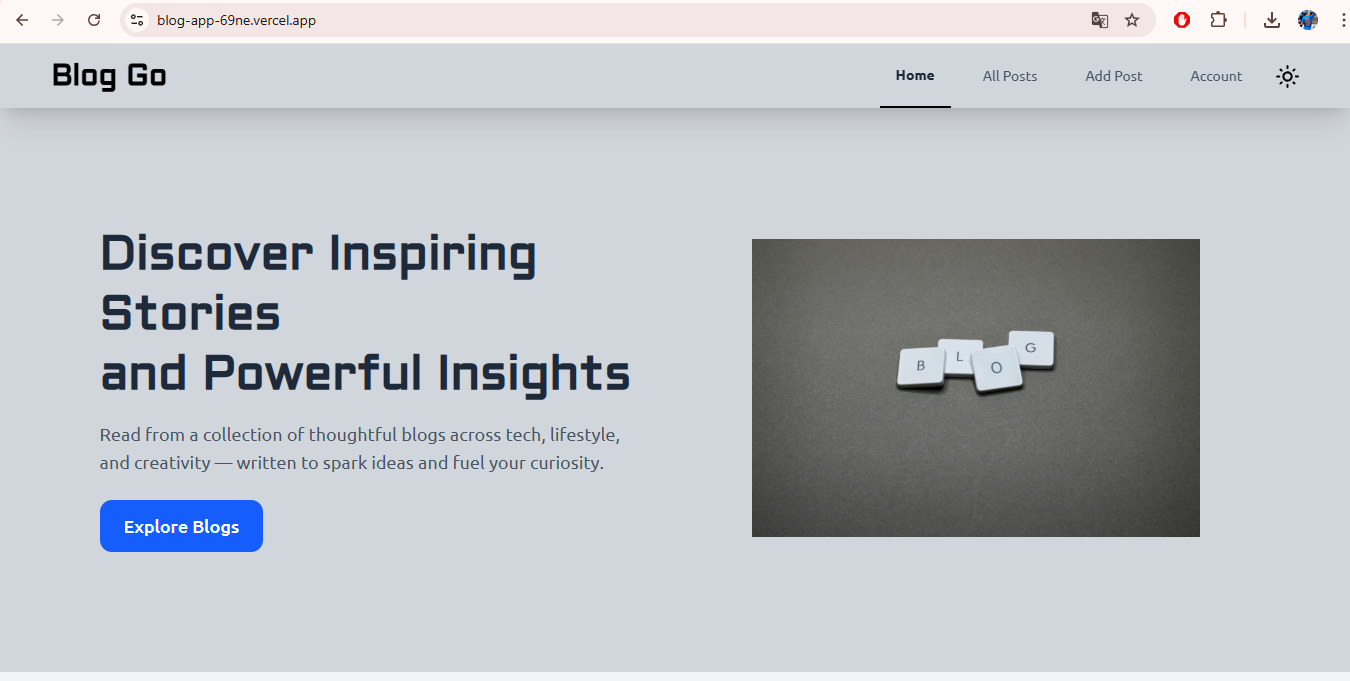 blog-app-69ne.vercel.app
Blog Go
Home
All Posts
Add Post
Account
Discover Inspiring
Stories
and Powerful Insights
Read from a collection of thoughtful blogs across tech, lifestyle,
and creativity — written to spark ideas and fuel your curiosity.
Explore Blogs
B L O G